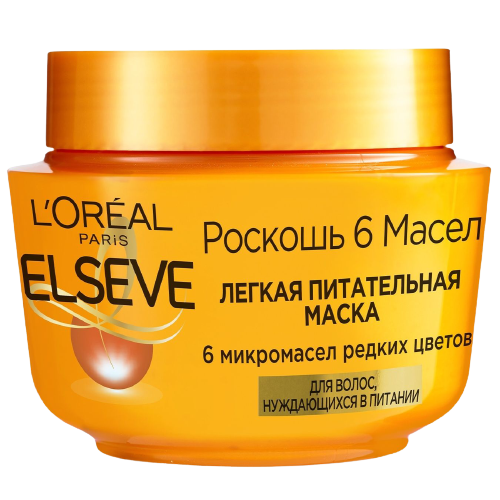 L'ORÉAL
PARIS
ELSEVE
Роскошь 6 Масел
ЛЕГКАЯ ПИТАТЕЛЬНАЯ
МАСКА
6 микромасел редких цветов
ДЛЯ ВОЛОС,
НУЖДАЮЩИХСЯ В ПИТАНИИ